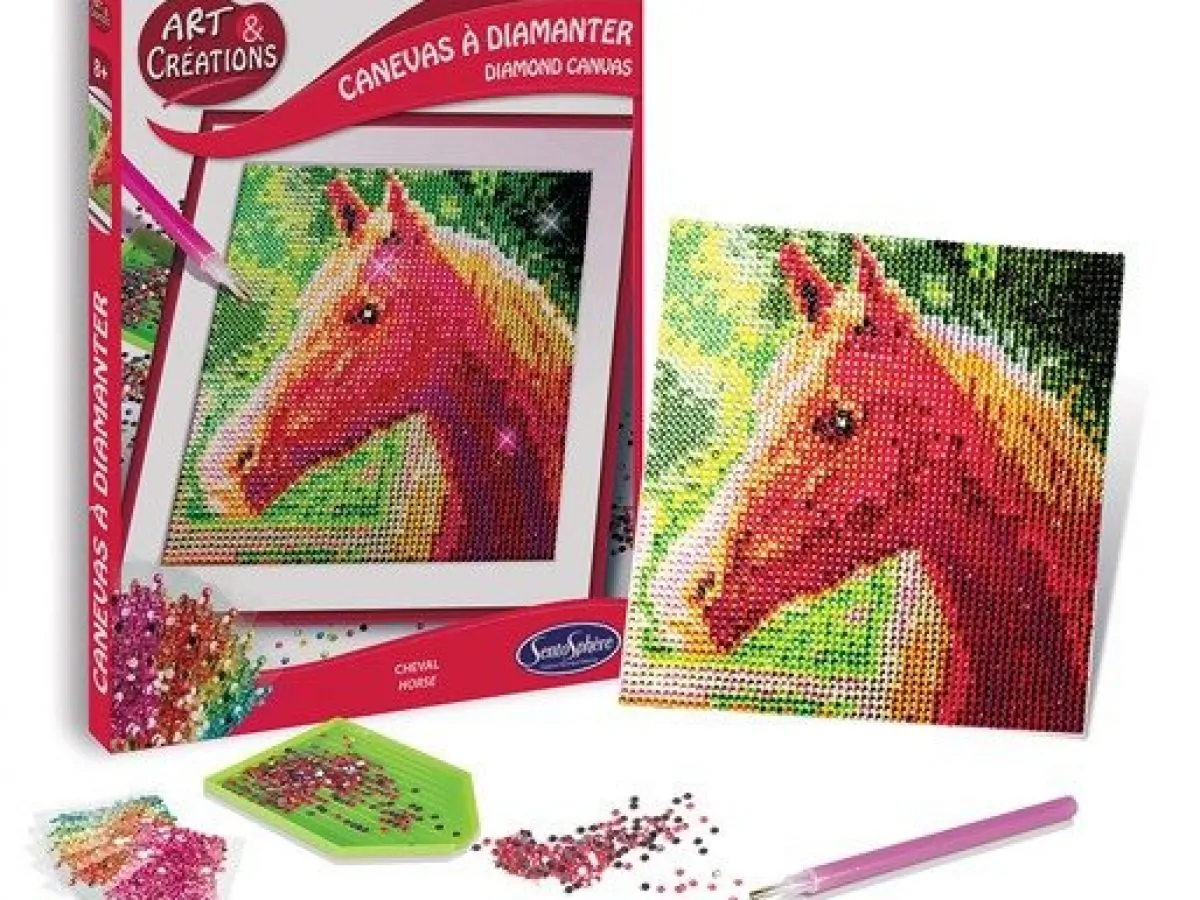 ART &
CRÉATIONS
CANEVAS À DIAMANTER
DIAMOND CANVAS
8+
CANEVAS À DIAMANTER
SentoSphère
CHEVAL
HORSE